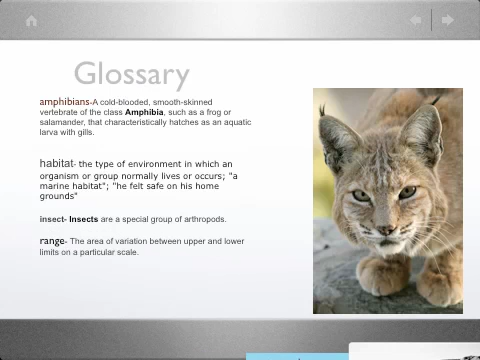 Glossary
amphibians-A cold-blooded, smooth-skinned
vertebrate of the class Amphibia, such as a frog or
salamander, that characteristically hatches as an aquatic
larva with gills.
habitat- the type of environment in which an
organism or group normally lives or occurs; "a
marine habitat"; "he felt safe on his home
grounds"
insect- Insects are a special group of arthropods.
range- The area of variation between upper and lower
limits on a particular scale.